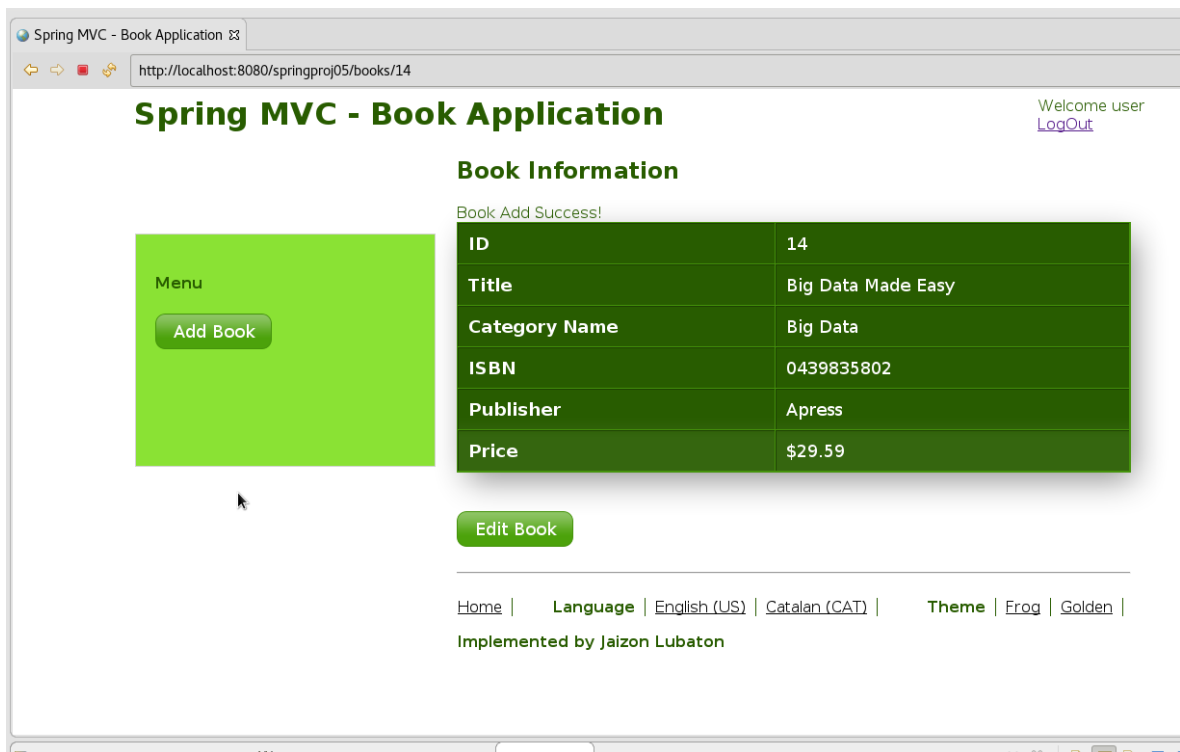 Spring MVC - Book Application
http://localhost:8080/springproj05/books/14
Spring MVC - Book Application
Welcome user
LogOut
Book Information
Book Add Success!
Menu
Add Book
ID 14
Title Big Data Made Easy
Category Name Big Data
ISBN 0439835802
Publisher Apress
Price $29.59
Edit Book
Home | Language | English (US) | Catalan (CAT) | Theme | Frog | Golden |
Implemented by Jaizon Lubaton